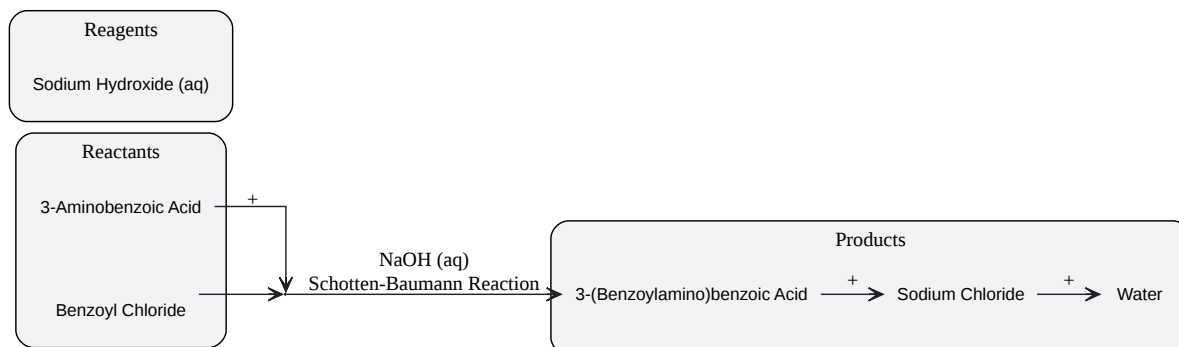 Reagents
Sodium Hydroxide (aq)
Reactants
3-Aminobenzoic Acid
+
Benzoyl Chloride
NaOH (aq)
Schotten-Baumann Reaction
Products
3-(Benzoylamino)benzoic Acid
+
Sodium Chloride
+
Water